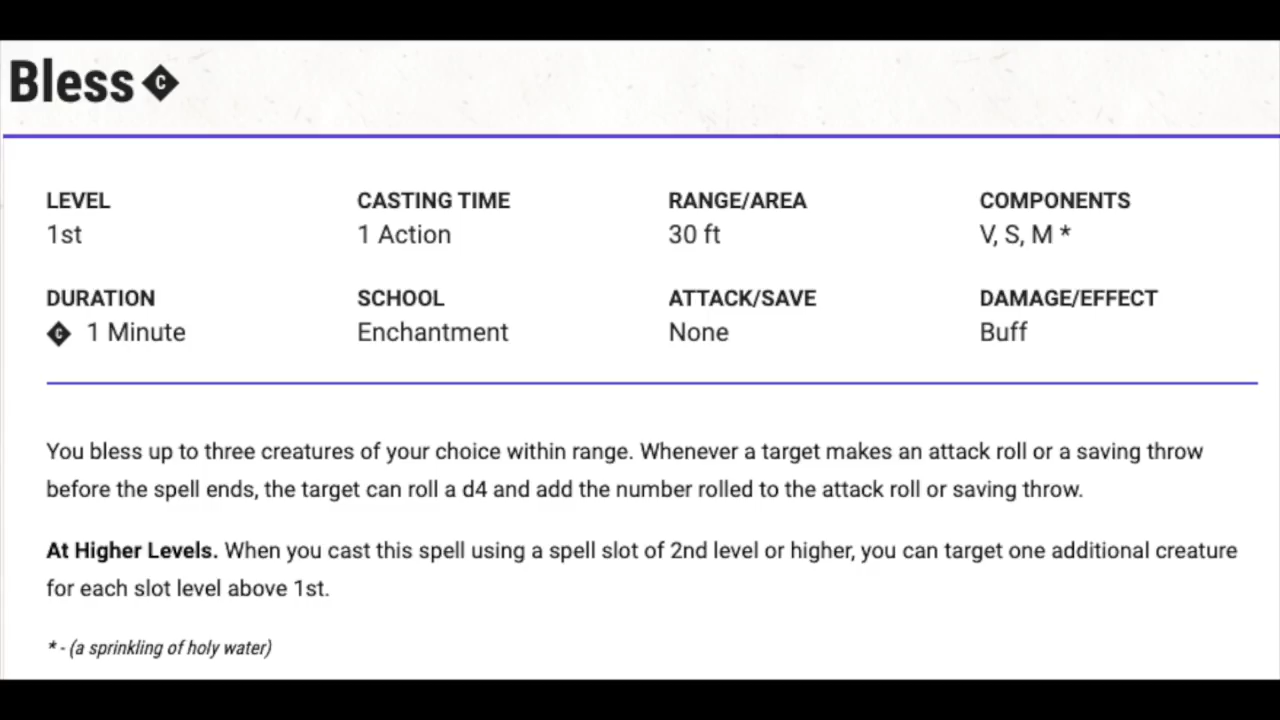 Bless C
LEVEL CASTING TIME RANGE/AREA COMPONENTS
1st 1 Action 30 ft V, S, M *
DURATION SCHOOL ATTACK/SAVE DAMAGE/EFFECT
C 1 Minute Enchantment None Buff
You bless up to three creatures of your choice within range. Whenever a target makes an attack roll or a saving throw
before the spell ends, the target can roll a d4 and add the number rolled to the attack roll or saving throw.
At Higher Levels. When you cast this spell using a spell slot of 2nd level or higher, you can target one additional creature
for each slot level above 1st.
* - (a sprinkling of holy water)